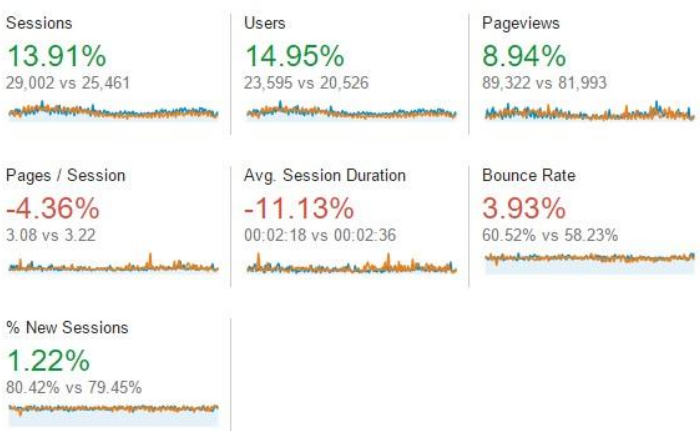 Sessions
13.91%
29,002 vs 25,461
Users
14.95%
23,595 vs 20,526
Pageviews
8.94%
89,322 vs 81,993
Pages / Session
-4.36%
3.08 vs 3.22
Avg. Session Duration
-11.13%
00:02:18 vs 00:02:36
Bounce Rate
3.93%
60.52% vs 58.23%
% New Sessions
1.22%
80.42% vs 79.45%